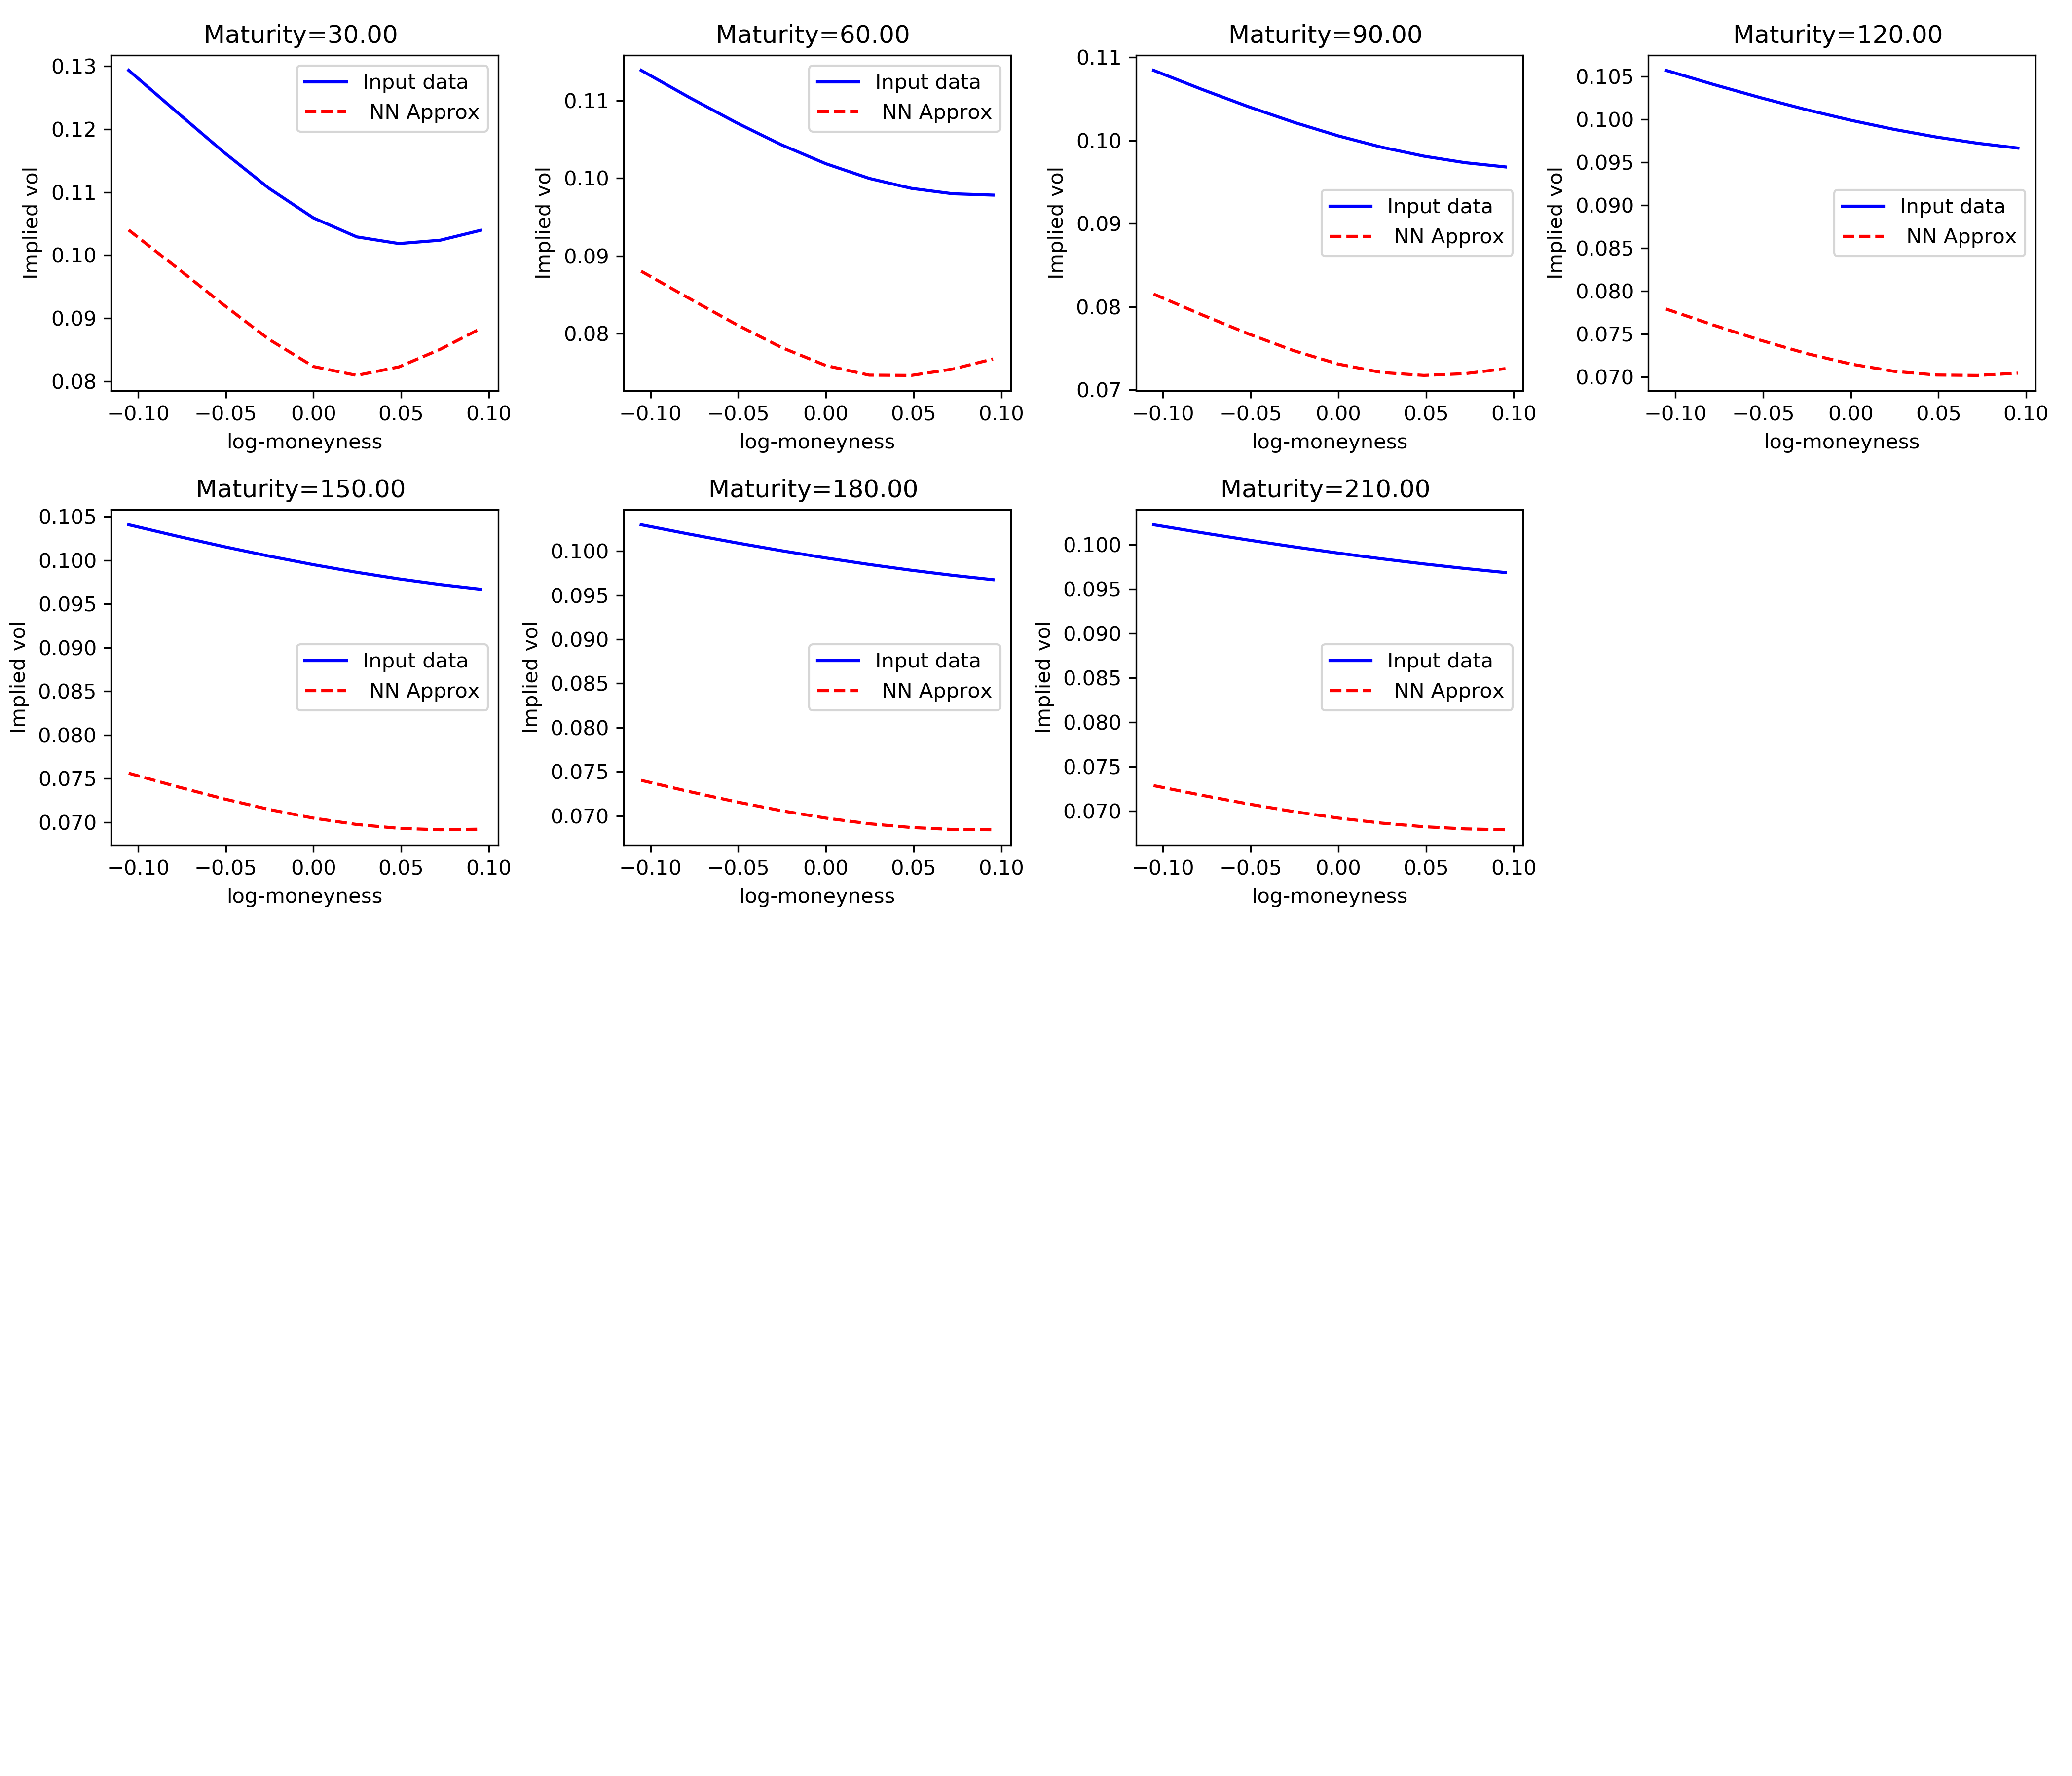 Maturity=30.00
0.13
0.12
0.11
0.10
0.09
0.08
Implied vol
Input data
NN Approx
−0.10 −0.05 0.00 0.05 0.10
log-moneyness
Maturity=60.00
0.11
0.10
0.09
0.08
Implied vol
Input data
NN Approx
−0.10 −0.05 0.00 0.05 0.10
log-moneyness
Maturity=90.00
0.11
0.10
0.09
0.08
0.07
Implied vol
Input data
NN Approx
−0.10 −0.05 0.00 0.05 0.10
log-moneyness
Maturity=120.00
0.105
0.100
0.095
0.090
0.085
0.080
0.075
0.070
Implied vol
Input data
NN Approx
−0.10 −0.05 0.00 0.05 0.10
log-moneyness
Maturity=150.00
0.105
0.100
0.095
0.090
0.085
0.080
0.075
0.070
Implied vol
Input data
NN Approx
−0.10 −0.05 0.00 0.05 0.10
log-moneyness
Maturity=180.00
0.100
0.095
0.090
0.085
0.080
0.075
0.070
Implied vol
Input data
NN Approx
−0.10 −0.05 0.00 0.05 0.10
log-moneyness
Maturity=210.00
0.100
0.095
0.090
0.085
0.080
0.075
0.070
Implied vol
Input data
NN Approx
−0.10 −0.05 0.00 0.05 0.10
log-moneyness